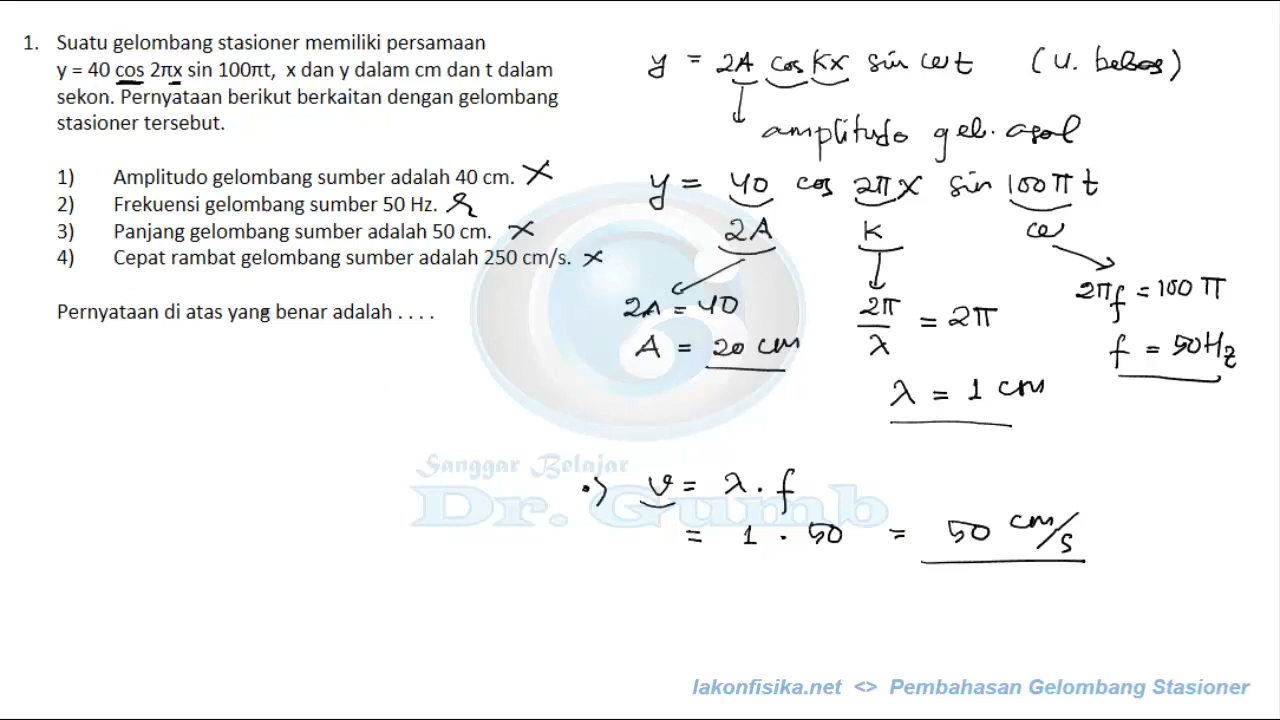 1. Suatu gelombang stasioner memiliki persamaan
y = 40 cos 2πx sin 100πt, x dan y dalam cm dan t dalam
sekon. Pernyataan berikut berkaitan dengan gelombang
stasioner tersebut.
1) Amplitudo gelombang sumber adalah 40 cm. ×
2) Frekuensi gelombang sumber 50 Hz.
3) Panjang gelombang sumber adalah 50 cm. ×
4) Cepat rambat gelombang sumber adalah 250 cm/s. ×
Pernyataan di atas yang benar adalah . . . .
y = 2A cos Kx sin ωt (u. bebas)
amplitudo gel. asal
y = 40 cos 2πx sin 100πt
2A K ω
2A = 40
A = 20 cm
2π/λ = 2π
λ = 1 cm
2πf = 100π
f = 50Hz
v = λ . f
= 1 . 50 = 50 cm/s
Sanggar Belajar
Dr. Gumb
lakonfisika.net <> Pembahasan Gelombang Stasioner